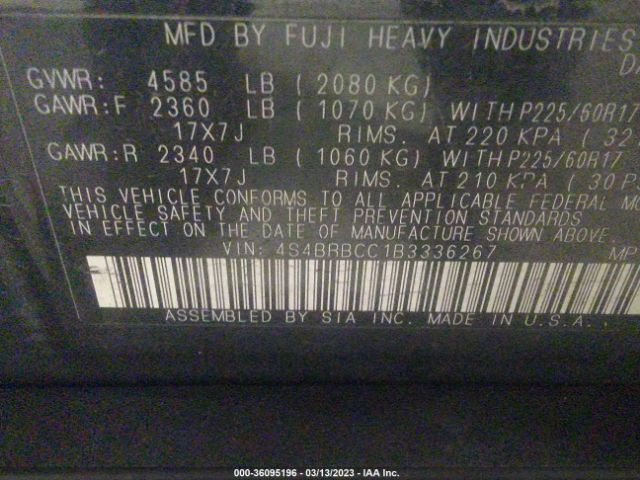 MFD BY FUJI HEAVY INDUSTRIES
DA
GVWR: 4585 LB ( 2080 KG)
GAWR:F 2360 LB ( 1070 KG) WITH P225/60R17
17X7J RIMS. AT 220 KPA ( 32
GAWR:R 2340 LB ( 1060 KG) WITH P225/60R17
17X7J RIMS. AT 210 KPA ( 30 P
THIS VEHICLE CONFORMS TO ALL APPLICABLE FEDERAL MO
VEHICLE SAFETY AND THEFT PREVENTION STANDARDS
IN EFFECT ON THE DATE OF MANUFACTURE SHOWN ABOVE.
VIN: 4S4BRBCC1B3336267 MP
ASSEMBLED BY SIA INC. MADE IN U.S.A.
000-36095196 - 03/13/2023 - IAA Inc.